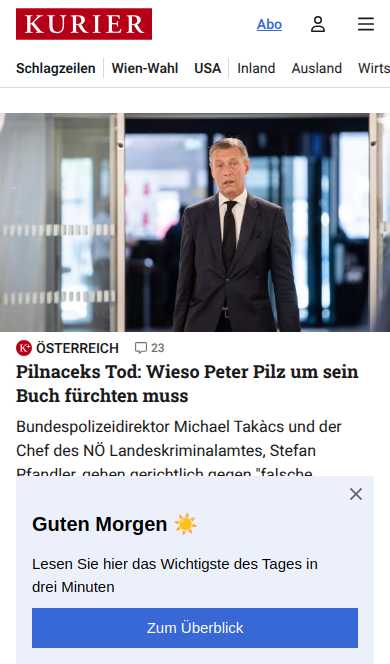 KURIER
Abo
Schlagzeilen Wien-Wahl USA Inland Ausland Wirts
K+ ÖSTERREICH 23
Pilnaceks Tod: Wieso Peter Pilz um sein
Buch fürchten muss
Bundespolizeidirektor Michael Takàcs und der
Chef des NÖ Landeskriminalamtes, Stefan
Pfandler, gehen gerichtlich gegen "falsche
Guten Morgen ☀️
Lesen Sie hier das Wichtigste des Tages in
drei Minuten
Zum Überblick